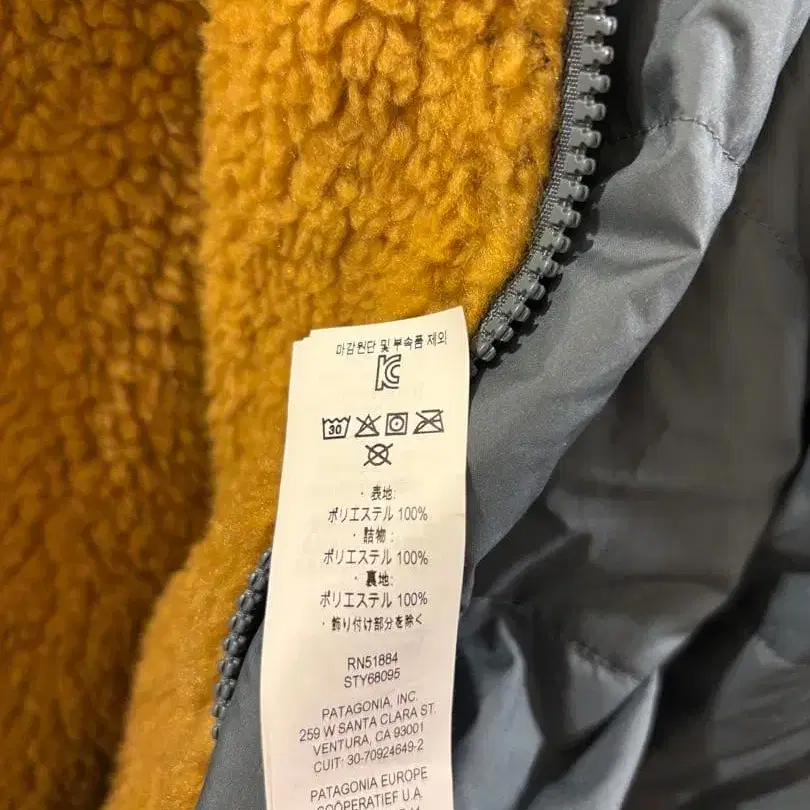 마감원단 및 부속품 제외
30
・表地:
ポリエステル 100%
・詰物:
ポリエステル 100%
・裏地:
ポリエステル 100%
・飾り付け部分を除く
RN51884
STY68095
PATAGONIA, INC.
259 W SANTA CLARA ST.
VENTURA, CA 93001
CUIT: 30-70924649-2
PATAGONIA EUROPE
COÖPERATIEF U.A.